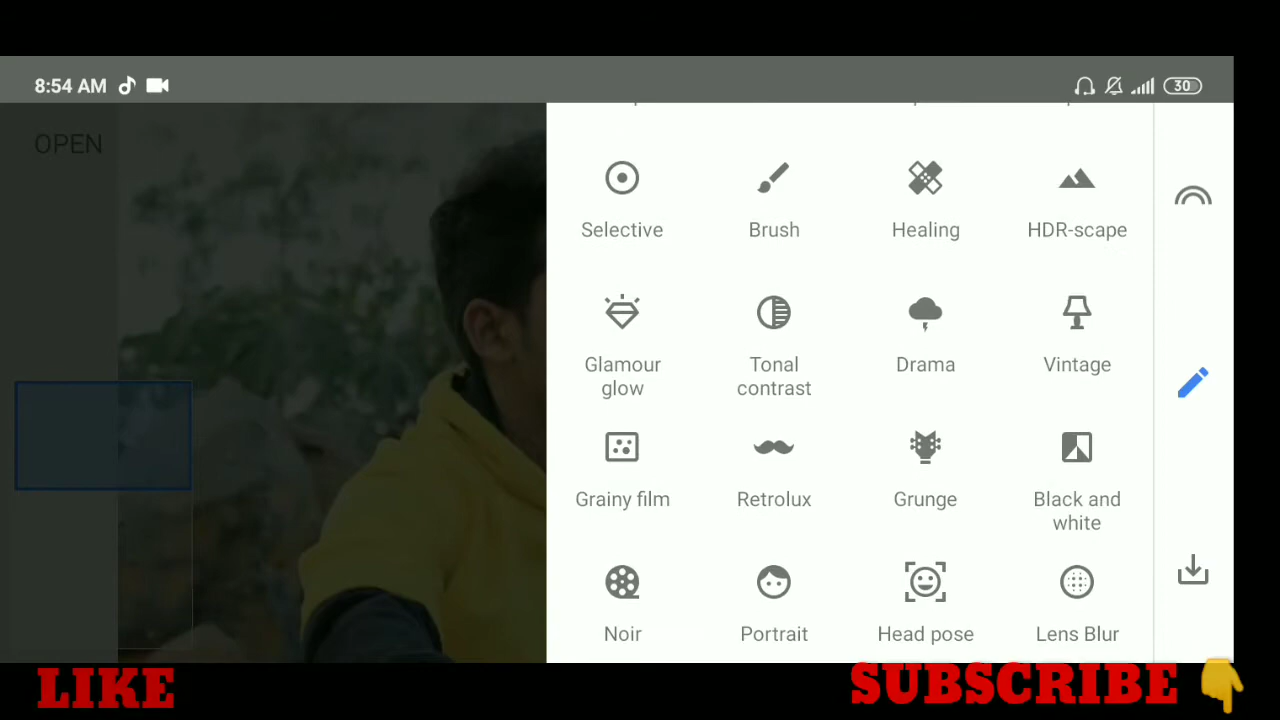 8:54 AM
30
OPEN
Selective
Brush
Healing
HDR-scape
Glamour
glow
Tonal
contrast
Drama
Vintage
Grainy film
Retrolux
Grunge
Black and
white
Noir
Portrait
Head pose
Lens Blur
LIKE
SUBSCRIBE